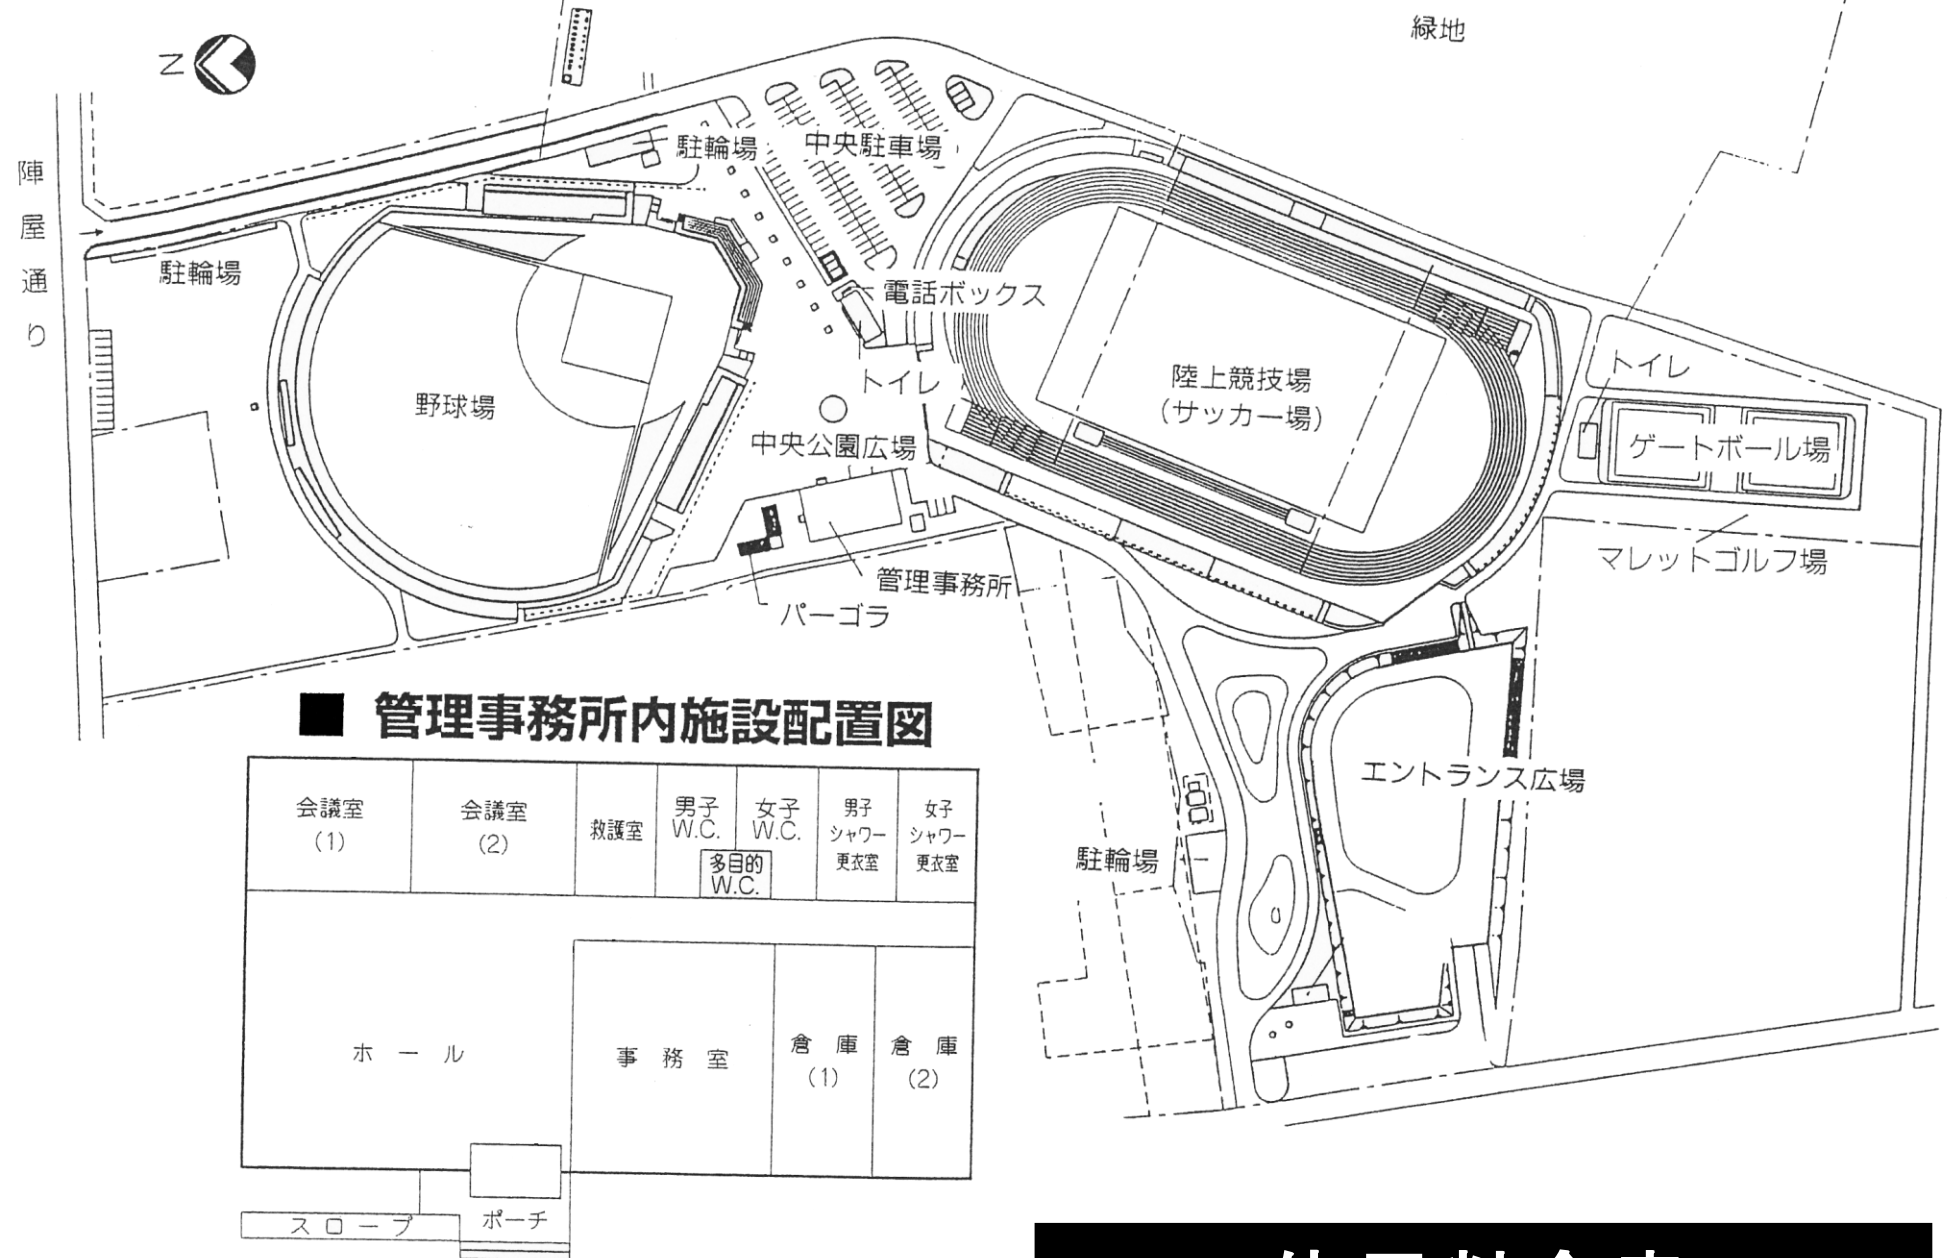 緑地
N
駐輪場
中央駐車場
陣屋通り
駐輪場
電話ボックス
トイレ
野球場
陸上競技場
(サッカー場)
トイレ
中央公園広場
ゲートボール場
マレットゴルフ場
管理事務所
パーゴラ
エントランス広場
駐輪場
■ 管理事務所内施設配置図
会議室
(1)
会議室
(2)
救護室
男子
W.C.
女子
W.C.
多目的
W.C.
男子
シャワー
更衣室
女子
シャワー
更衣室
ホール
事務室
倉庫
(1)
倉庫
(2)
スロープ
ポーチ